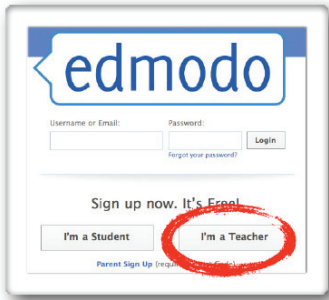 edmodo
Username or Email: Password:
Login
Forgot your password?
Sign up now. It's Free!
I'm a Student I'm a Teacher
Parent Sign Up